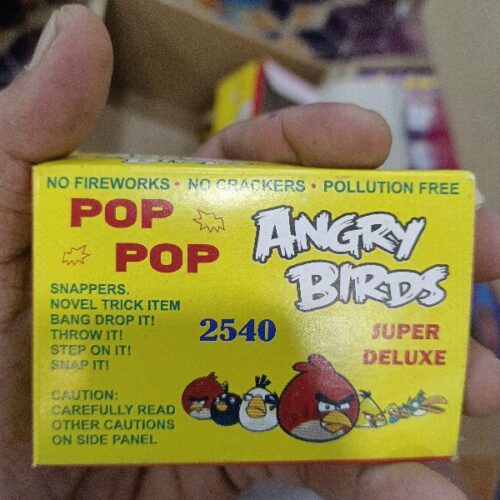 NO FIREWORKS • NO CRACKERS • POLLUTION FREE
POP
POP
ANGRY
BIRDS
SNAPPERS.
NOVEL TRICK ITEM
BANG DROP IT!
THROW IT!
STEP ON IT!
SNAP IT!
2540
SUPER
DELUXE
CAUTION:
CAREFULLY READ
OTHER CAUTIONS
ON SIDE PANEL